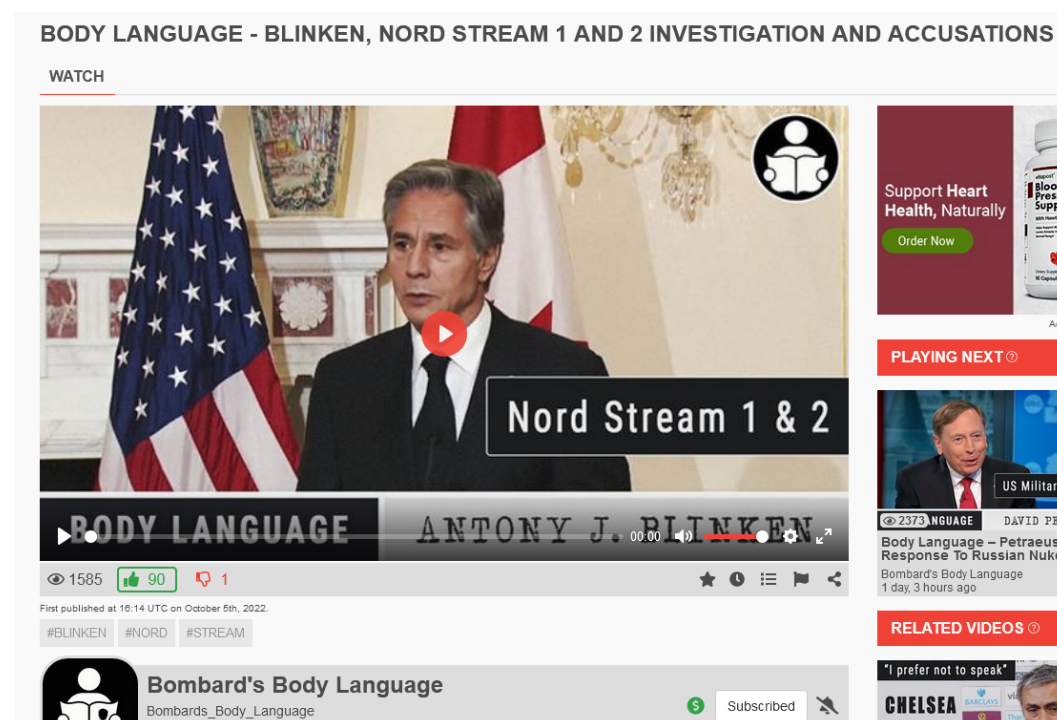 BODY LANGUAGE - BLINKEN, NORD STREAM 1 AND 2 INVESTIGATION AND ACCUSATIONS
WATCH
Nord Stream 1 & 2
BODY LANGUAGE
ANTONY J. BLINKEN
00:00
1585
90
1
First published at 16:14 UTC on October 5th, 2022.
#BLINKEN
#NORD
#STREAM
Bombard's Body Language
Bombards_Body_Language
$
Subscribed
Support Heart
Health, Naturally
Order Now
PLAYING NEXT
US Militar
2373
NGUAGE
DAVID PE
Body Language – Petraeus
Response To Russian Nuke
Bombard's Body Language
1 day, 3 hours ago
RELATED VIDEOS
"I prefer not to speak"
CHELSEA
BARCLAYS